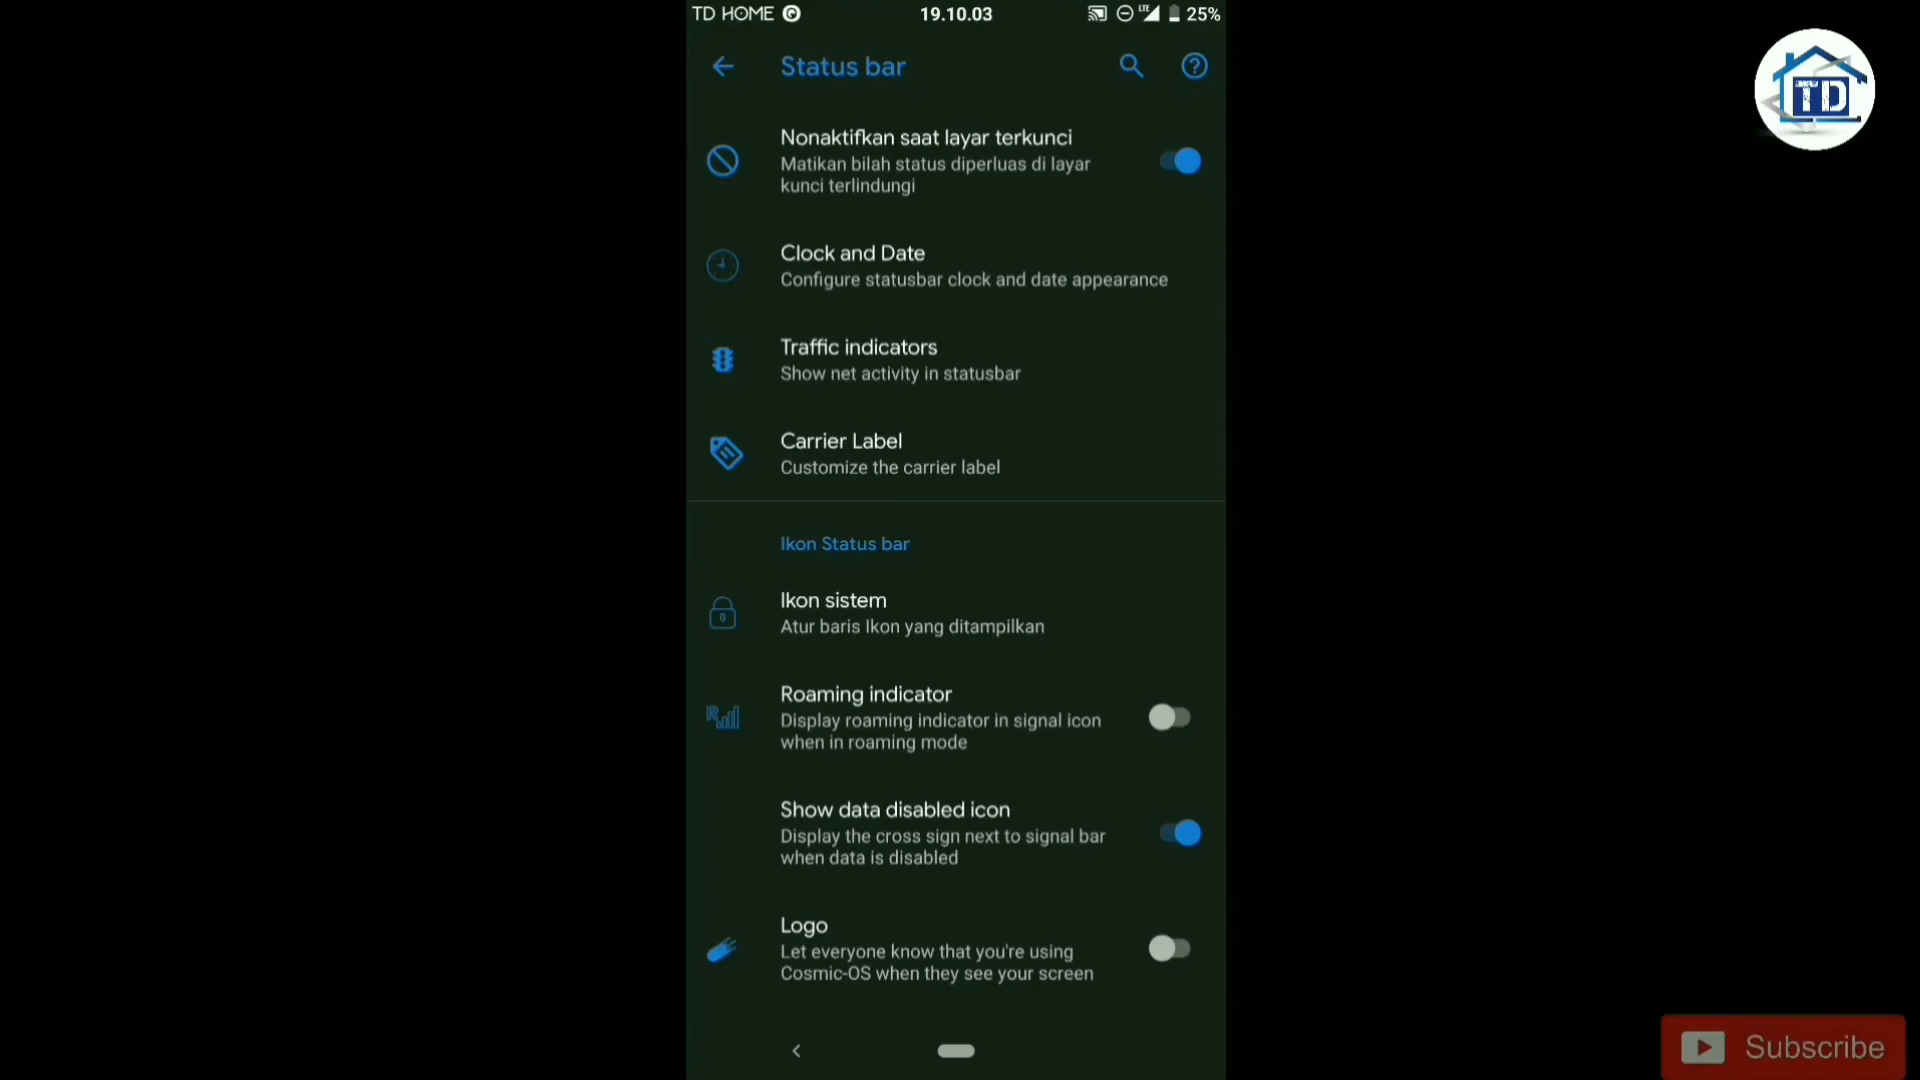 TD HOME
19.10.03
LTE
25%
Status bar
Nonaktifkan saat layar terkunci
Matikan bilah status diperluas di layar
kunci terlindungi
Clock and Date
Configure statusbar clock and date appearance
Traffic indicators
Show net activity in statusbar
Carrier Label
Customize the carrier label
Ikon Status bar
Ikon sistem
Atur baris Ikon yang ditampilkan
Roaming indicator
Display roaming indicator in signal icon
when in roaming mode
Show data disabled icon
Display the cross sign next to signal bar
when data is disabled
Logo
Let everyone know that you're using
Cosmic-OS when they see your screen
TD
Subscribe